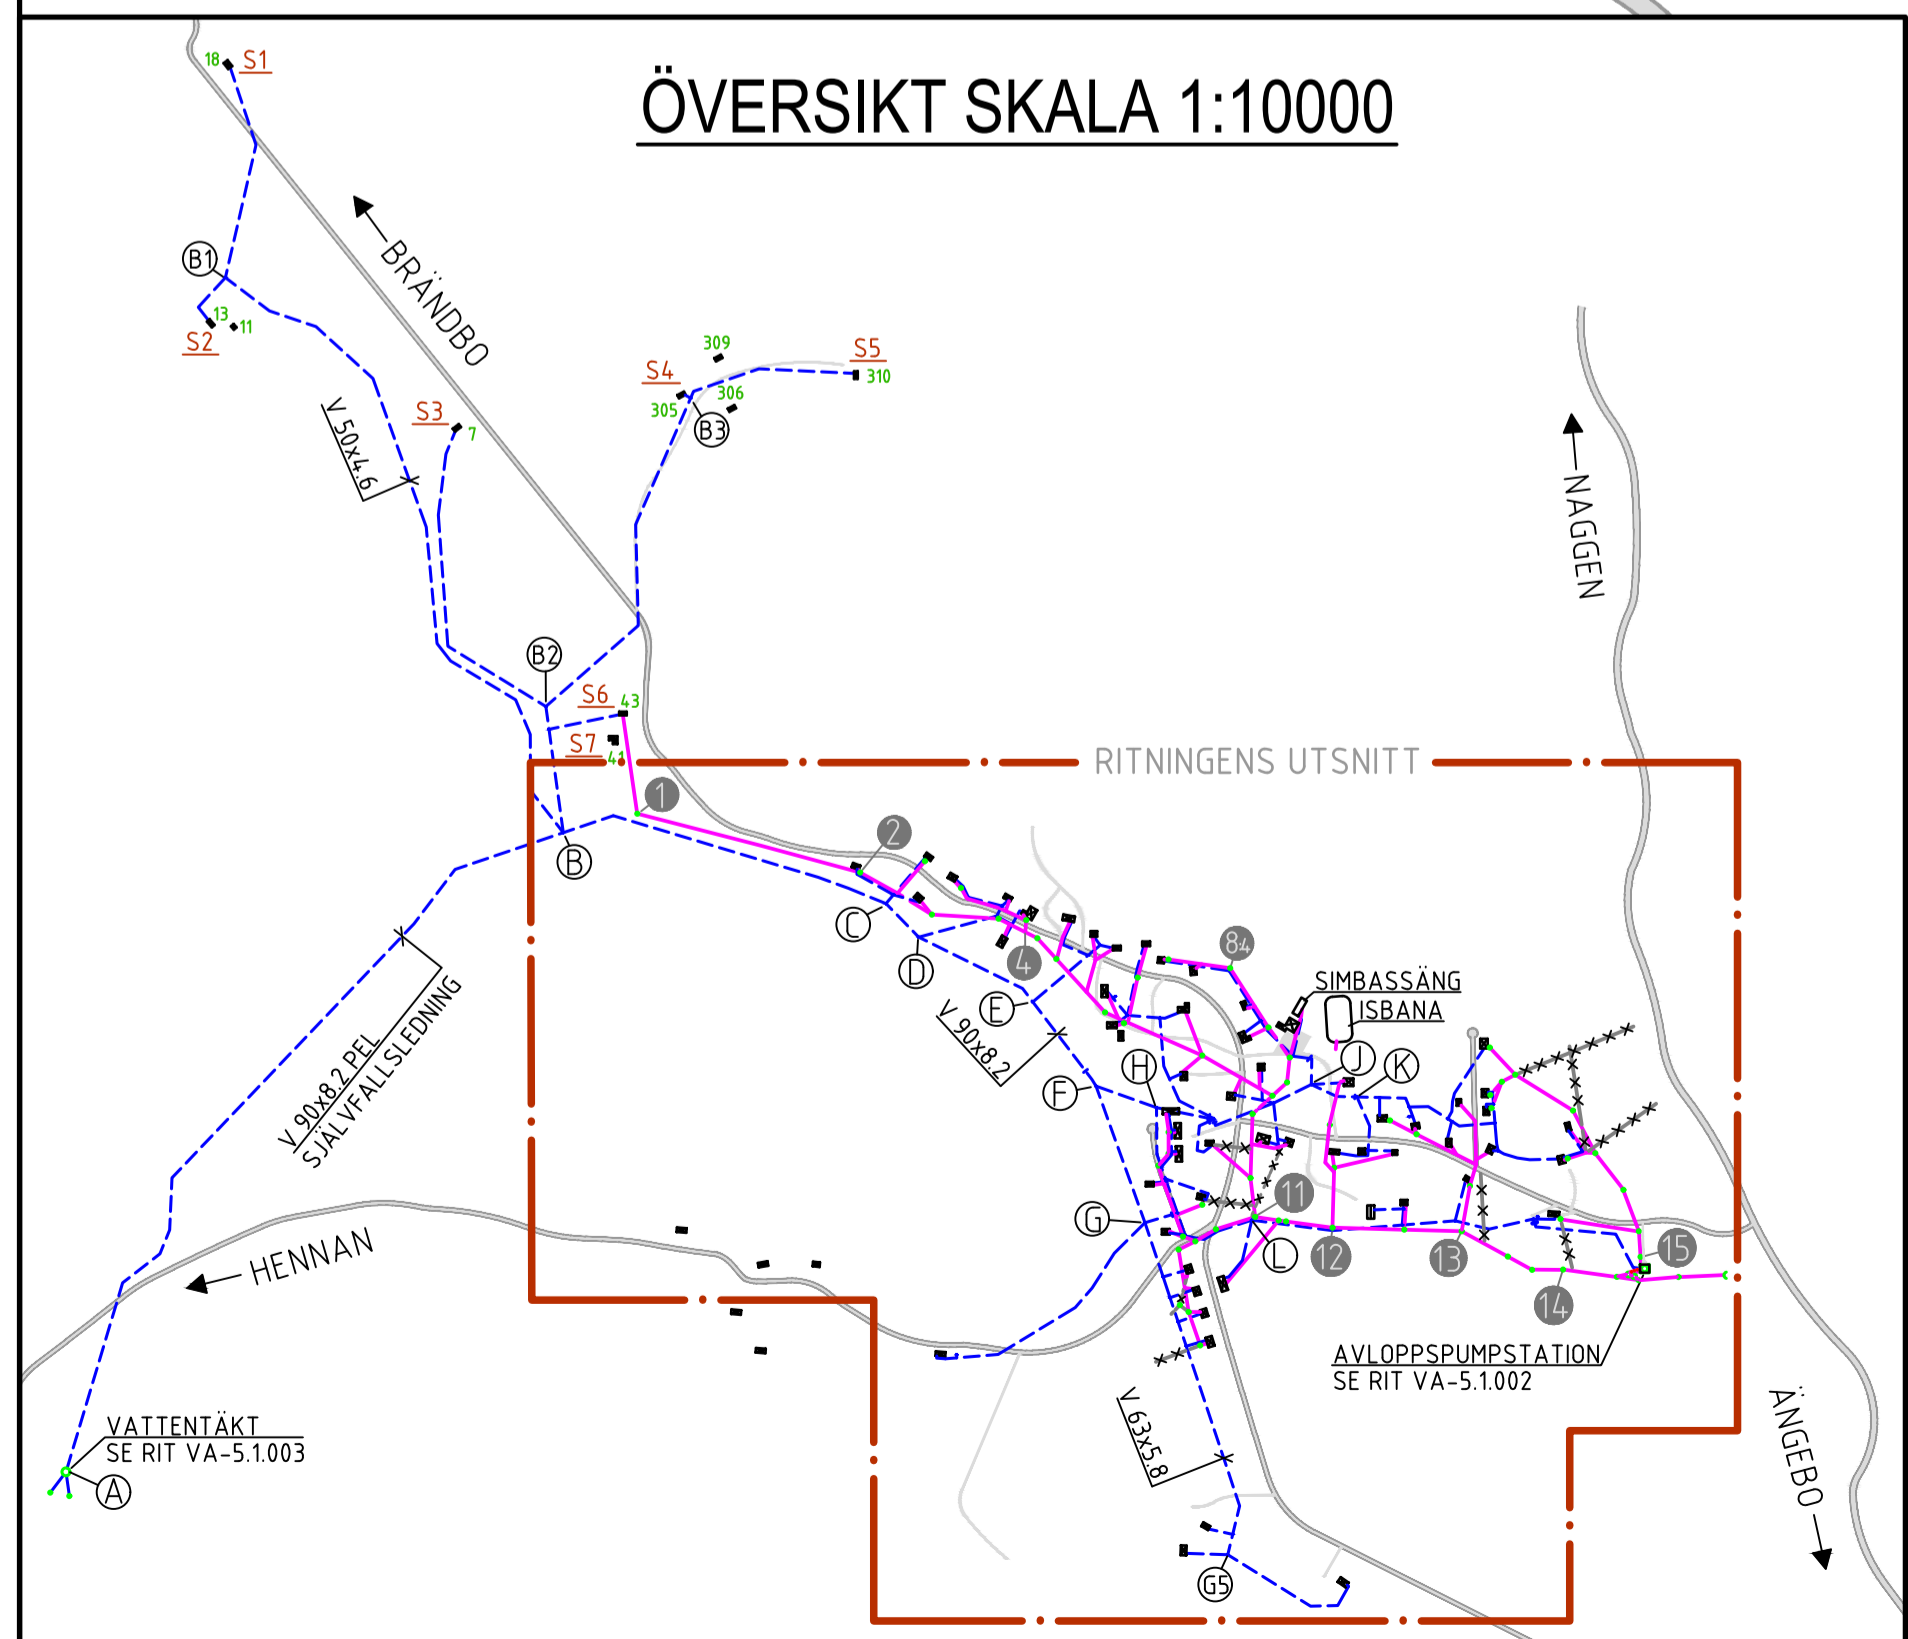 ÖVERSIKT SKALA 1:10000
18
S1
B1
13
11
S2
BRÄNDBO
V 50x4.6
S3
7
309
S4
S5
310
305
306
B3
NAGGEN
B2
S6
43
S7
41
RITNINGENS UTSNITT
1
2
B
C
D
4
8:4
SIMBASSÄNG
ISBANA
E
V 90x8.2
F
H
J
K
V 90x8.2 PEL
SJÄLVFALLSLEDNING
G
11
L
12
13
15
HENNAN
14
AVLOPPSPUMPSTATION
SE RIT VA-5.1.002
V 63x5.8
ÄNGEBO
VATTENTÄKT
SE RIT VA-5.1.003
A
G5